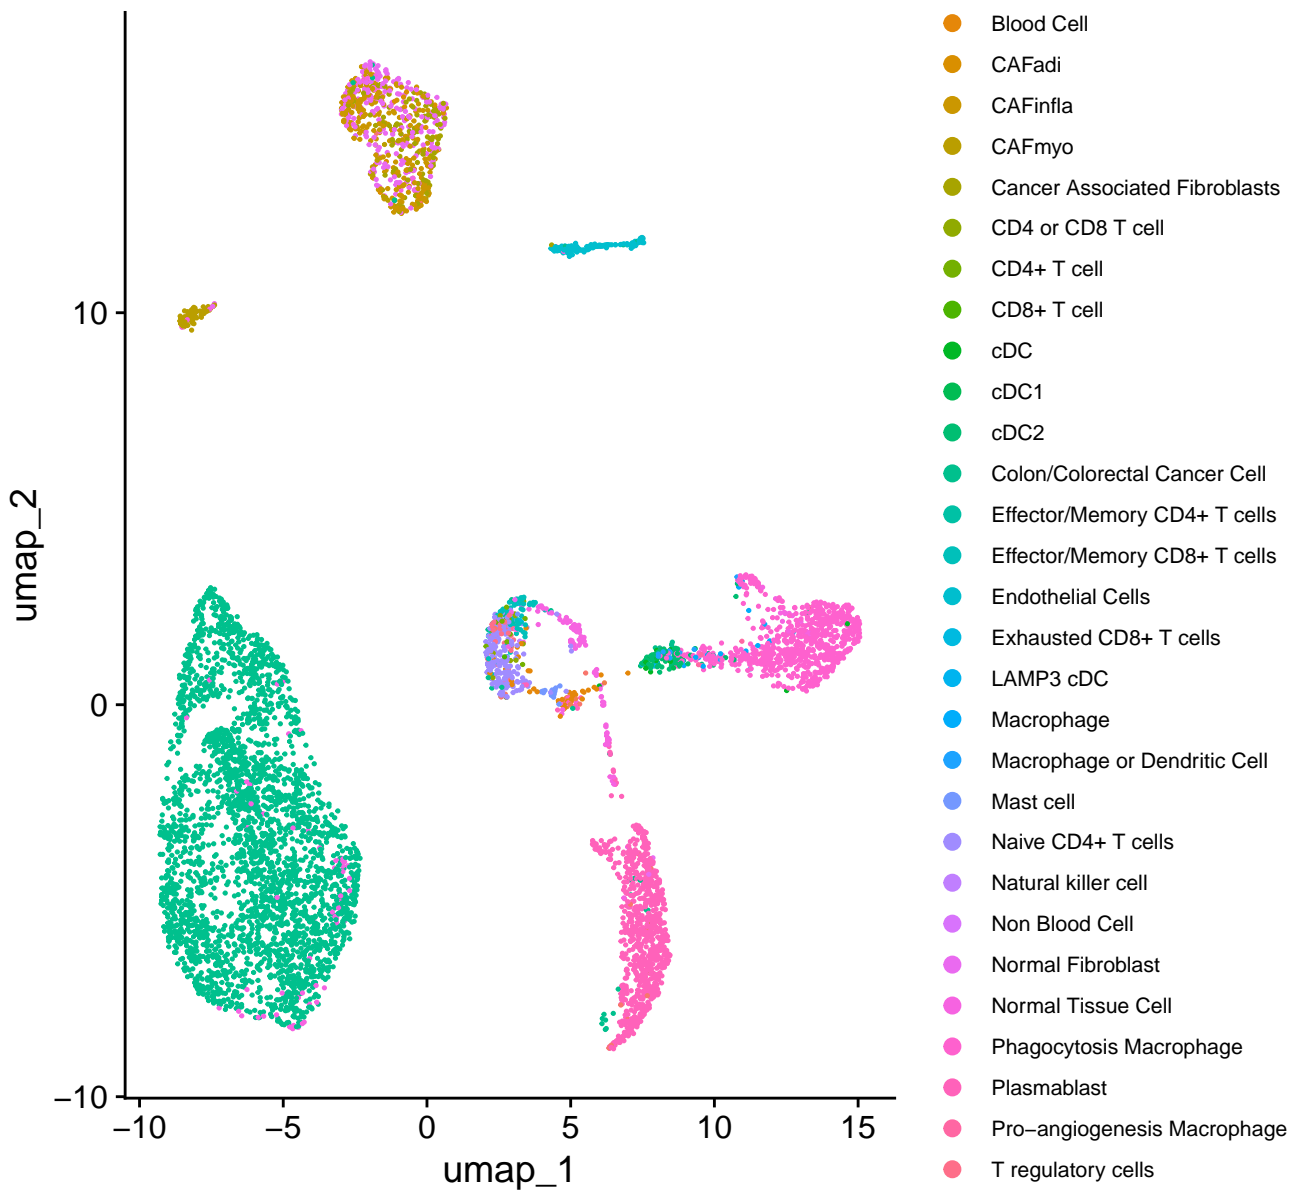 Blood Cell
CAFadi
CAFinfla
CAFmyo
Cancer Associated Fibroblasts
CD4 or CD8 T cell
CD4+ T cell
CD8+ T cell
cDC
cDC1
cDC2
Colon/Colorectal Cancer Cell
Effector/Memory CD4+ T cells
Effector/Memory CD8+ T cells
Endothelial Cells
Exhausted CD8+ T cells
LAMP3 cDC
Macrophage
Macrophage or Dendritic Cell
Mast cell
Naive CD4+ T cells
Natural killer cell
Non Blood Cell
Normal Fibroblast
Normal Tissue Cell
Phagocytosis Macrophage
Plasmablast
Pro−angiogenesis Macrophage
T regulatory cells
10
0
−10
umap_2
−10 −5 0 5 10 15
umap_1